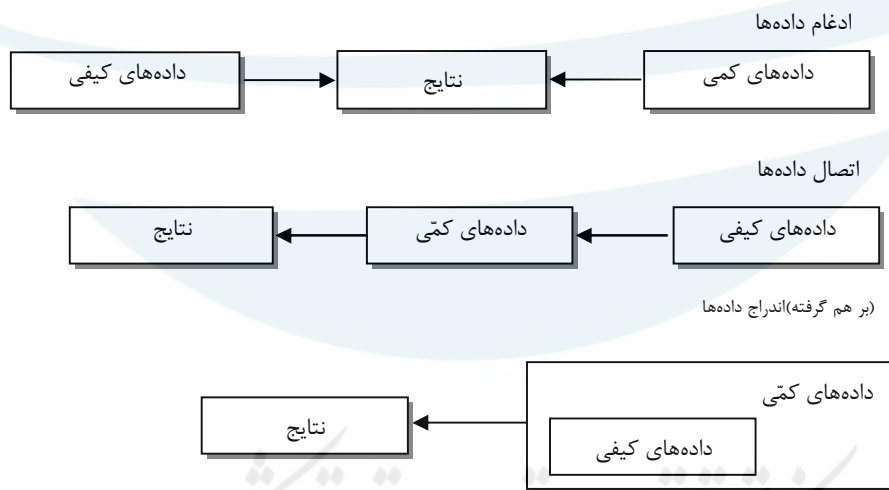 ادغام داده‌ها
داده‌های کمی
نتایج
داده‌های کیفی
اتصال داده‌ها
داده‌های کیفی
داده‌های کمّی
نتایج
(بر هم گرفته)اندراج داده‌ها
داده‌های کمّی
داده‌های کیفی
نتایج